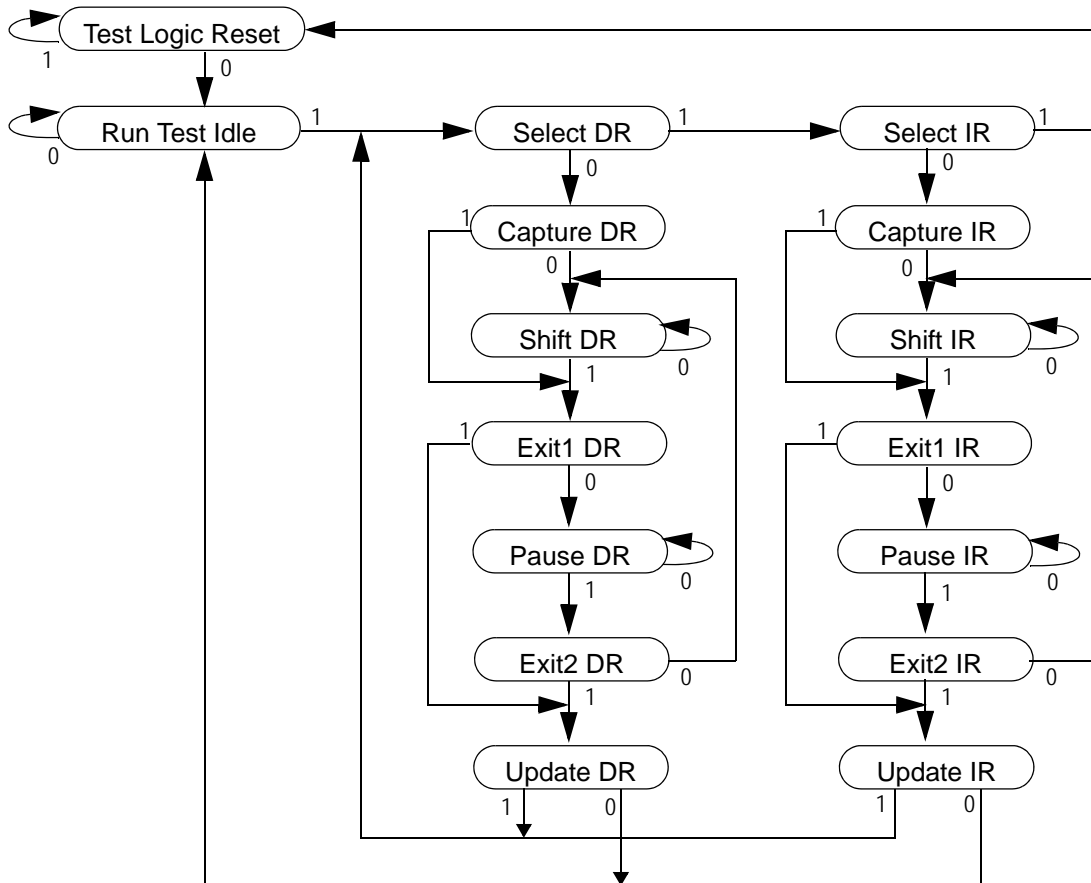 Test Logic Reset
1
0
Run Test Idle
1
Select DR
1
Select IR
1
0
0
0
1
Capture DR
1
Capture IR
0
0
Shift DR
Shift IR
0
0
1
1
1
Exit1 DR
1
Exit1 IR
0
0
Pause DR
Pause IR
0
0
1
1
Exit2 DR
Exit2 IR
0
0
1
1
Update DR
Update IR
1
0
1
0